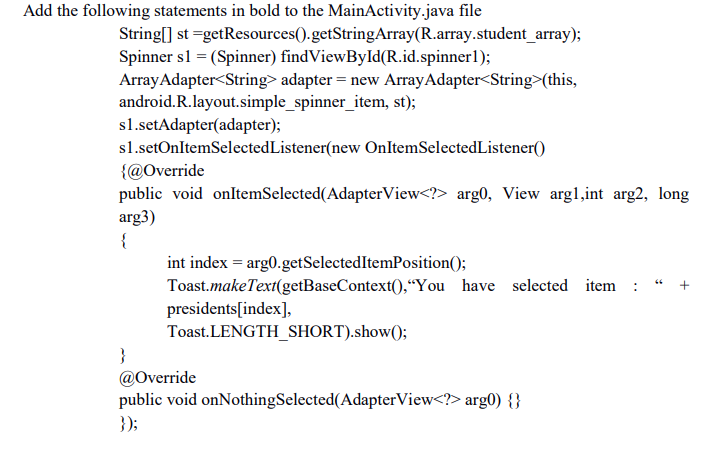 Add the following statements in bold to the MainActivity.java file
String[] st =getResources().getStringArray(R.array.student_array);
Spinner s1 = (Spinner) findViewById(R.id.spinner1);
ArrayAdapter<String> adapter = new ArrayAdapter<String>(this,
android.R.layout.simple_spinner_item, st);
s1.setAdapter(adapter);
s1.setOnItemSelectedListener(new OnItemSelectedListener()
{@Override
public void onItemSelected(AdapterView<?> arg0, View arg1,int arg2, long
arg3)
{
int index = arg0.getSelectedItemPosition();
Toast.makeText(getBaseContext(),“You have selected item : “ +
presidents[index],
Toast.LENGTH_SHORT).show();
}
@Override
public void onNothingSelected(AdapterView<?> arg0) {}
});